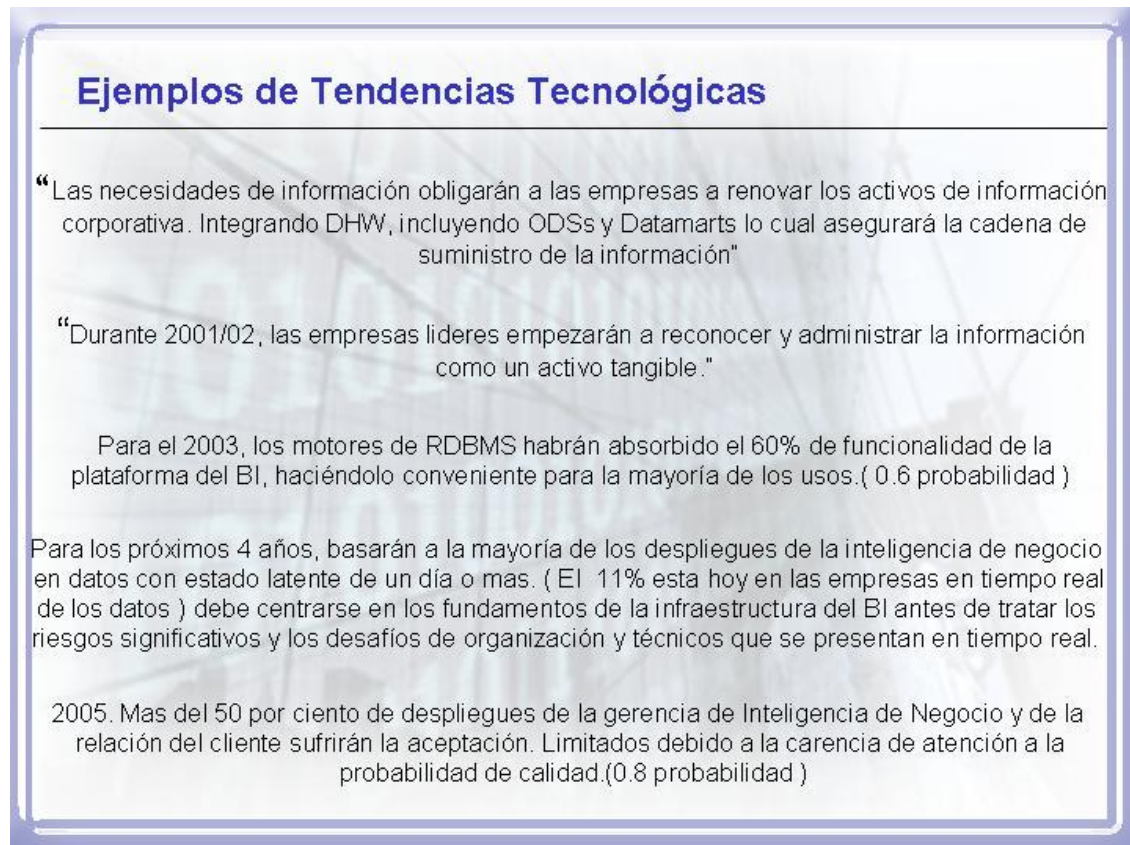 Ejemplos de Tendencias Tecnológicas
“Las necesidades de información obligarán a las empresas a renovar los activos de información
corporativa. Integrando DHW, incluyendo ODSs y Datamarts lo cual asegurará la cadena de
suministro de la información”
“Durante 2001/02, las empresas lideres empezarán a reconocer y administrar la información
como un activo tangible.”
Para el 2003, los motores de RDBMS habrán absorbido el 60% de funcionalidad de la
plataforma del BI, haciéndolo conveniente para la mayoría de los usos.( 0.6 probabilidad )
Para los próximos 4 años, basarán a la mayoría de los despliegues de la inteligencia de negocio
en datos con estado latente de un día o mas. ( El  11% esta hoy en las empresas en tiempo real
de los datos ) debe centrarse en los fundamentos de la infraestructura del BI antes de tratar los
riesgos significativos y los desafíos de organización y técnicos que se presentan en tiempo real.
2005. Mas del 50 por ciento de despliegues de la gerencia de Inteligencia de Negocio y de la
relación del cliente sufrirán la aceptación. Limitados debido a la carencia de atención a la
probabilidad de calidad.(0.8 probabilidad )